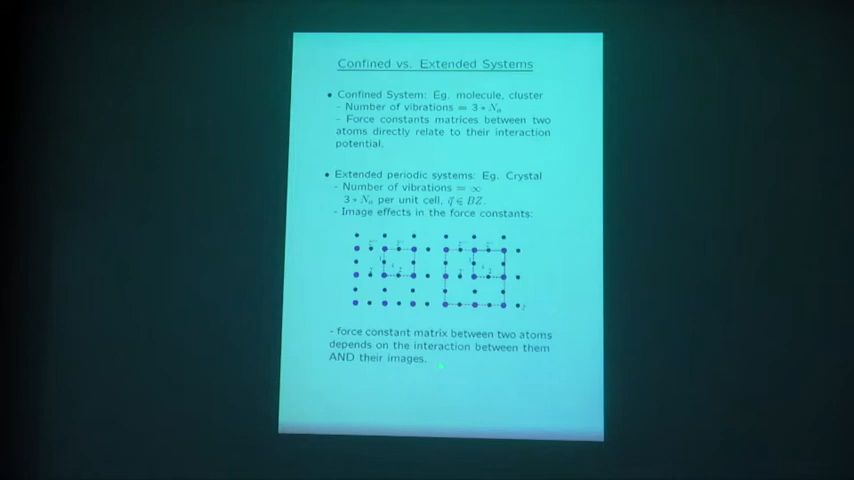 Confined vs. Extended Systems
• Confined System: Eg. molecule, cluster
- Number of vibrations = 3 * Nₐ
- Force constants matrices between two
atoms directly relate to their interaction
potential.
• Extended periodic systems: Eg. Crystal
- Number of vibrations = ∞
3 * Nₐ per unit cell, q⃗ ∈ BZ.
- Image effects in the force constants:
- force constant matrix between two atoms
depends on the interaction between them
AND their images.